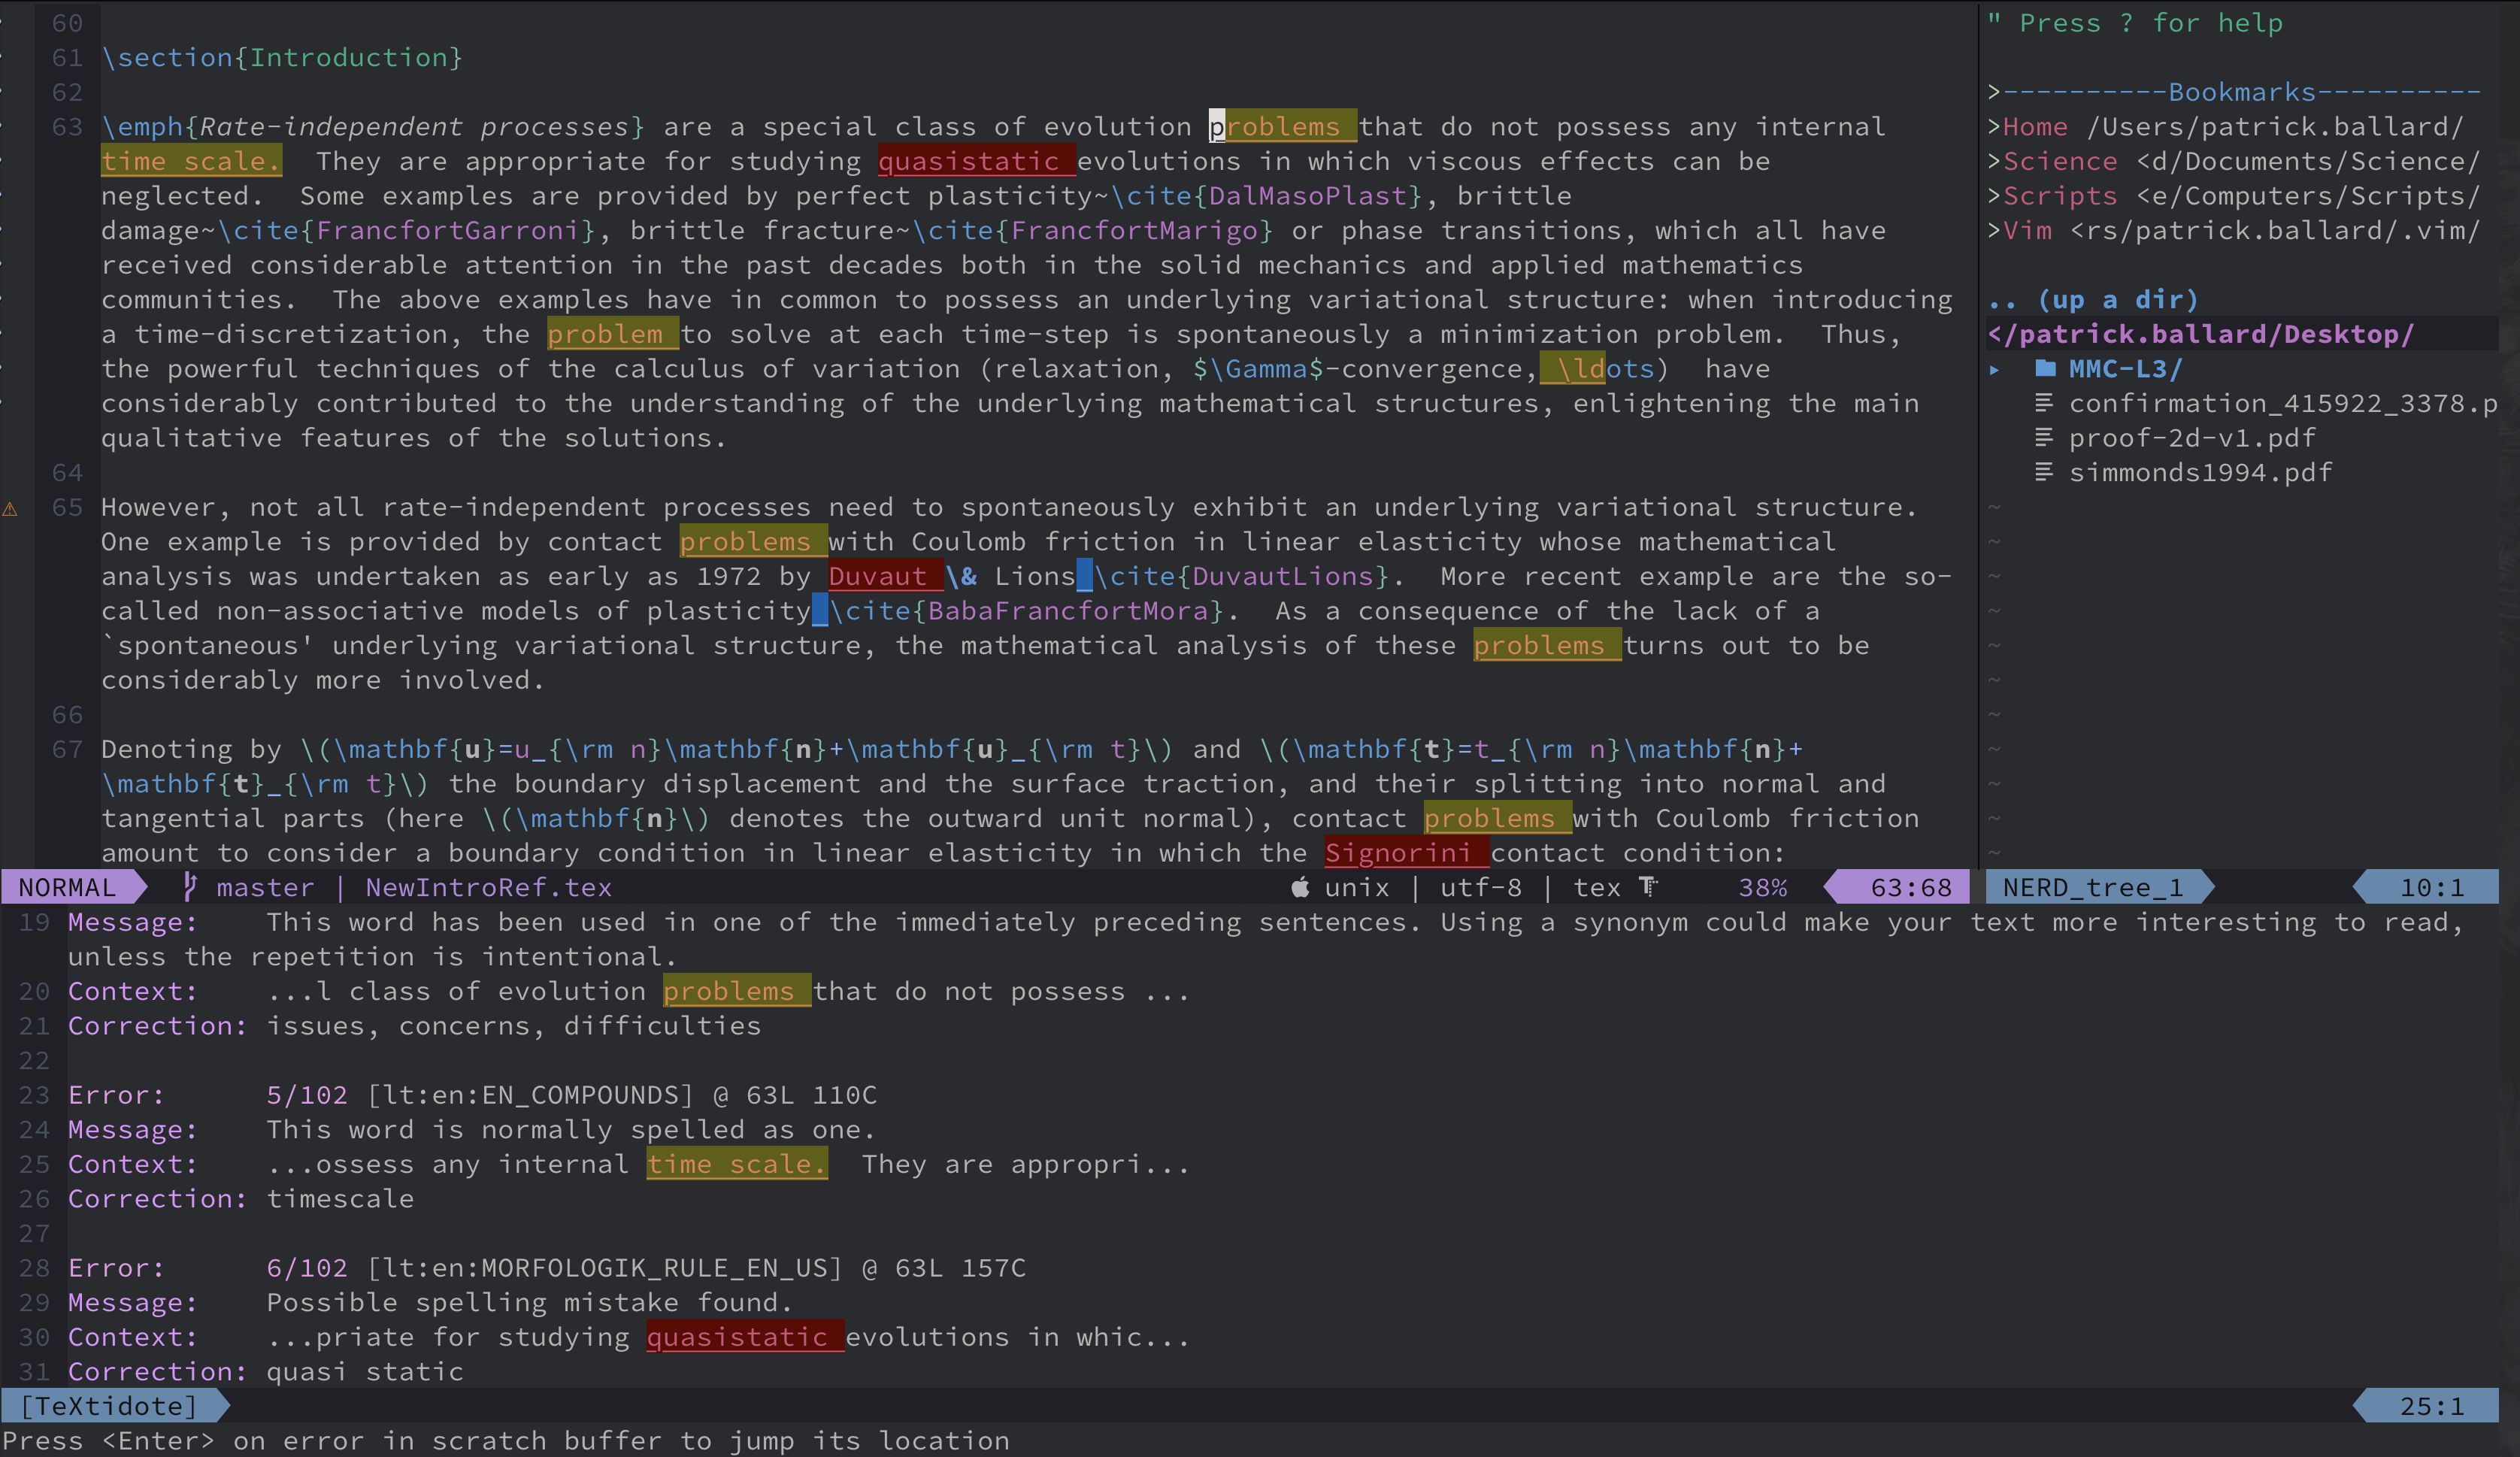 60
61 \section{Introduction}
62
63 \emph{Rate-independent processes} are a special class of evolution problems that do not possess any internal
time scale.  They are appropriate for studying quasistatic evolutions in which viscous effects can be
neglected.  Some examples are provided by perfect plasticity~\cite{DalMasoPlast}, brittle
damage~\cite{FrancfortGarroni}, brittle fracture~\cite{FrancfortMarigo} or phase transitions, which all have
received considerable attention in the past decades both in the solid mechanics and applied mathematics
communities.  The above examples have in common to possess an underlying variational structure: when introducing
a time-discretization, the problem to solve at each time-step is spontaneously a minimization problem.  Thus,
the powerful techniques of the calculus of variation (relaxation, $\Gamma$-convergence, \ldots)  have
considerably contributed to the understanding of the underlying mathematical structures, enlightening the main
qualitative features of the solutions.
64
⚠ 65 However, not all rate-independent processes need to spontaneously exhibit an underlying variational structure.
One example is provided by contact problems with Coulomb friction in linear elasticity whose mathematical
analysis was undertaken as early as 1972 by Duvaut \& Lions \cite{DuvautLions}.  More recent example are the so-
called non-associative models of plasticity \cite{BabaFrancfortMora}.  As a consequence of the lack of a
`spontaneous' underlying variational structure, the mathematical analysis of these problems turns out to be
considerably more involved.
66
67 Denoting by \(\mathbf{u}=u_{\rm n}\mathbf{n}+\mathbf{u}_{\rm t}\) and \(\mathbf{t}=t_{\rm n}\mathbf{n}+
\mathbf{t}_{\rm t}\) the boundary displacement and the surface traction, and their splitting into normal and
tangential parts (here \(\mathbf{n}\) denotes the outward unit normal), contact problems with Coulomb friction
amount to consider a boundary condition in linear elasticity in which the Signorini contact condition:
" Press ? for help
>----------Bookmarks----------
>Home /Users/patrick.ballard/
>Science <d/Documents/Science/
>Scripts <e/Computers/Scripts/
>Vim <rs/patrick.ballard/.vim/
.. (up a dir)
</patrick.ballard/Desktop/
▸ MMC-L3/
confirmation_415922_3378.p
proof-2d-v1.pdf
simmonds1994.pdf
~
~
~
~
~
~
~
~
~
~
~
NORMAL master | NewIntroRef.tex unix | utf-8 | tex 38% 63:68
NERD_tree_1 10:1
19 Message:    This word has been used in one of the immediately preceding sentences. Using a synonym could make your text more interesting to read,
unless the repetition is intentional.
20 Context:    ...l class of evolution problems that do not possess ...
21 Correction: issues, concerns, difficulties
22
23 Error:      5/102 [lt:en:EN_COMPOUNDS] @ 63L 110C
24 Message:    This word is normally spelled as one.
25 Context:    ...ossess any internal time scale.  They are appropri...
26 Correction: timescale
27
28 Error:      6/102 [lt:en:MORFOLOGIK_RULE_EN_US] @ 63L 157C
29 Message:    Possible spelling mistake found.
30 Context:    ...priate for studying quasistatic evolutions in whic...
31 Correction: quasi static
[TeXtidote] 25:1
Press <Enter> on error in scratch buffer to jump its location